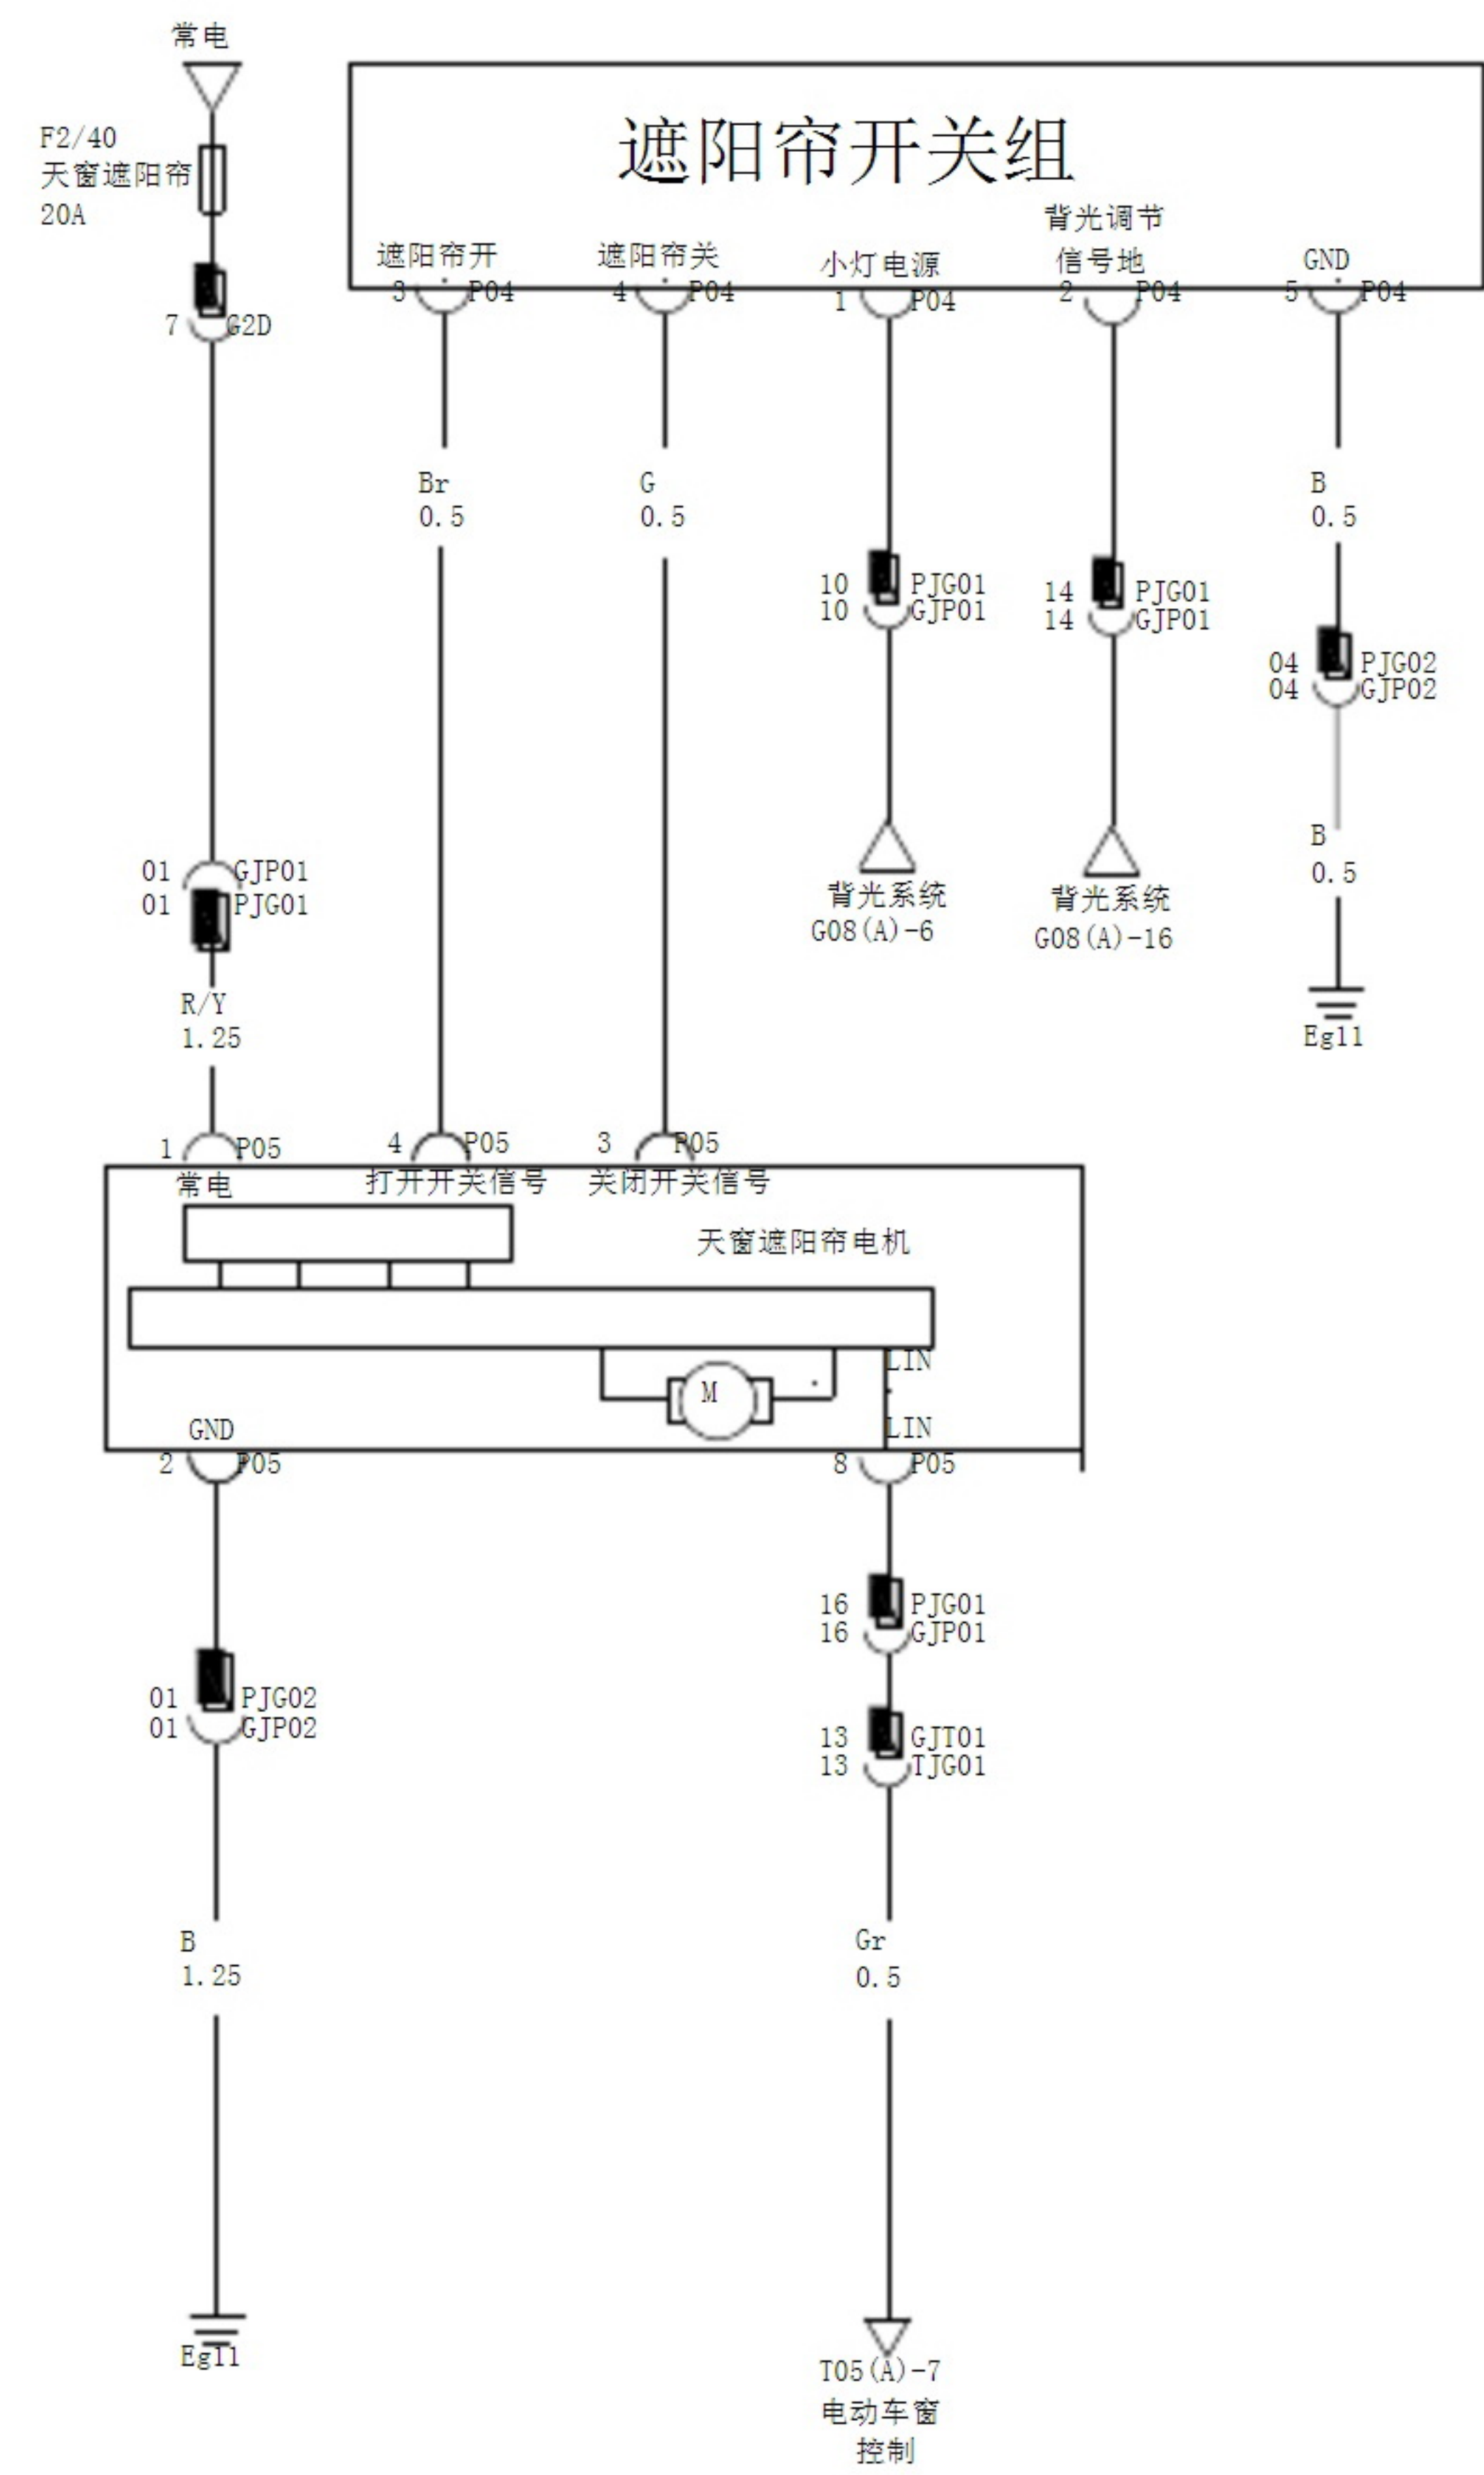 常电
F2/40
天窗遮阳帘
20A
7 G2D
遮阳帘开关组
遮阳帘开
3 P04
遮阳帘关
4 P04
小灯电源
1 P04
背光调节
信号地
2 P04
GND
5 P04
Br
0.5
G
0.5
B
0.5
10 PJG01
10 GJP01
14 PJG01
14 GJP01
04 PJG02
04 GJP02
B
0.5
01 GJP01
01 PJG01
背光系统
G08(A)-6
背光系统
G08(A)-16
R/Y
1.25
Eg11
1 P05
常电
4 P05
打开开关信号
3 P05
关闭开关信号
天窗遮阳帘电机
M
LIN
LIN
GND
2 P05
8 P05
16 PJG01
16 GJP01
01 PJG02
01 GJP02
13 GJT01
13 TJG01
B
1.25
Gr
0.5
Eg11
T05(A)-7
电动车窗
控制